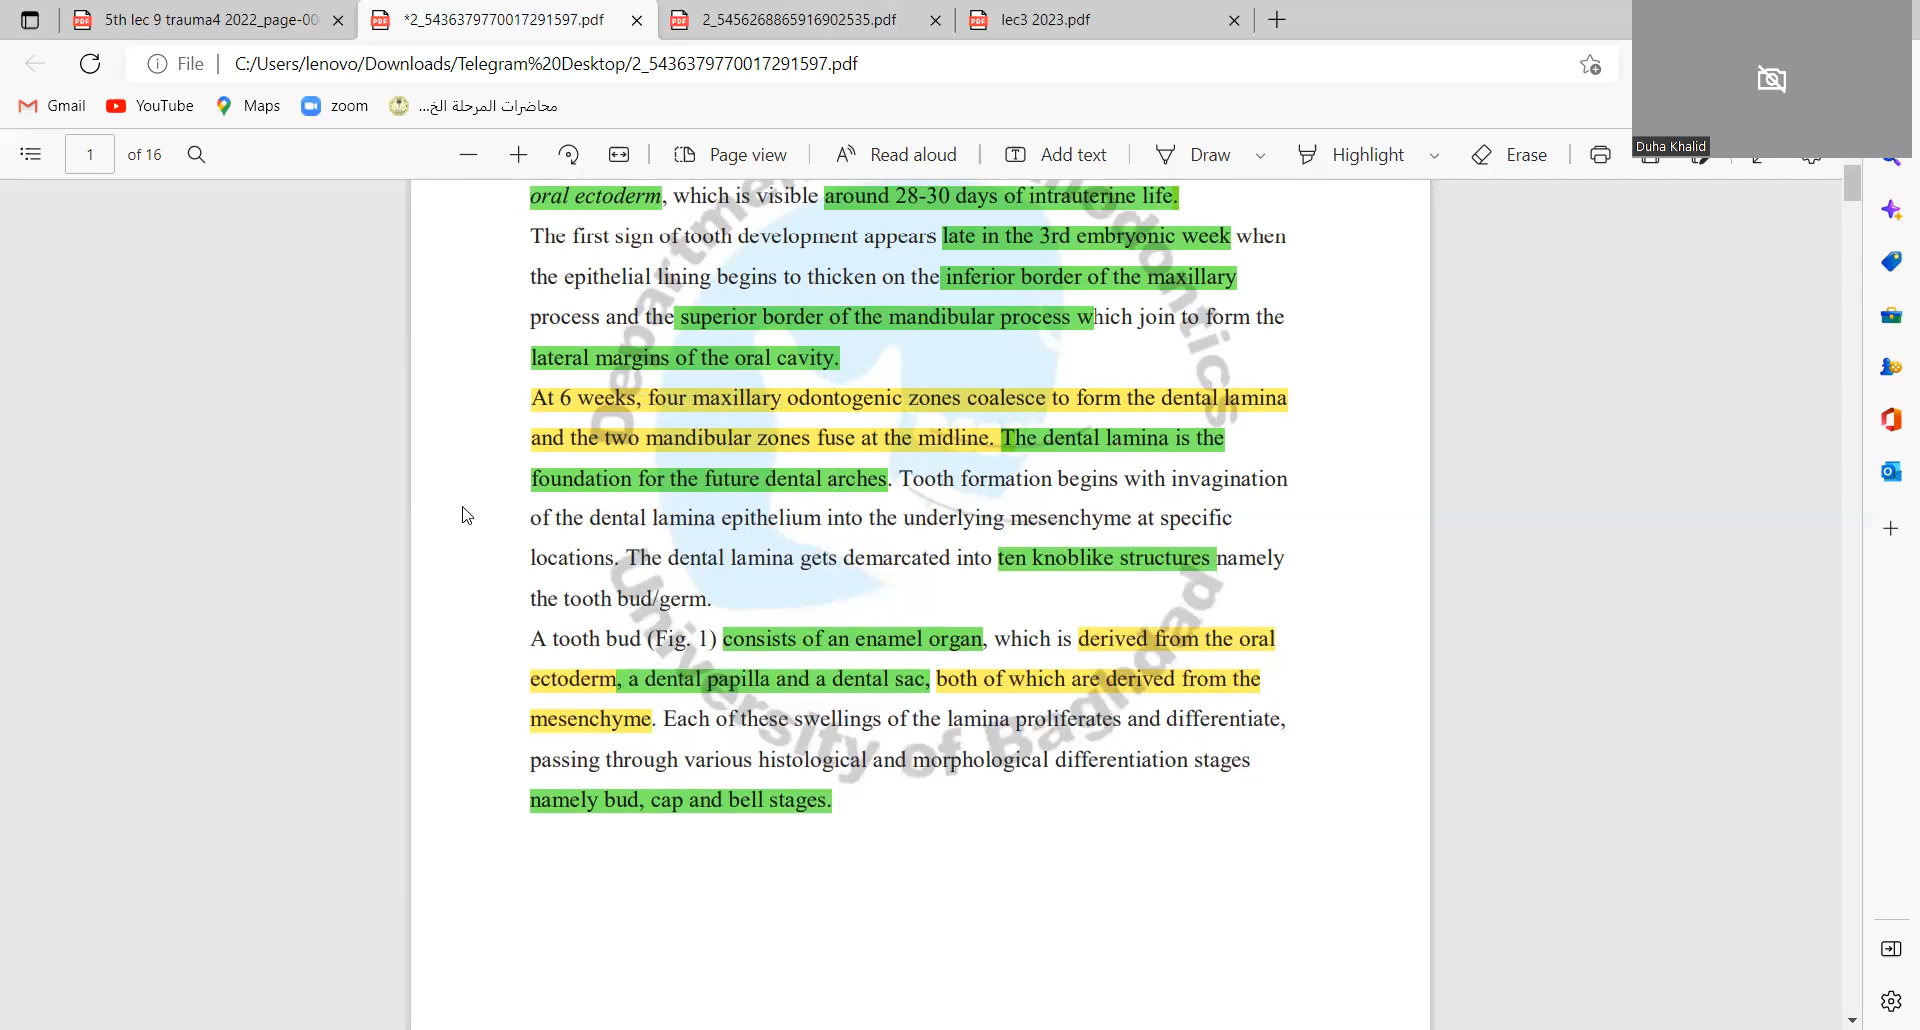 5th lec 9 trauma4 2022_page-00
*2_5436379770017291597.pdf
2_5456268865916902535.pdf
lec3 2023.pdf
File
C:/Users/lenovo/Downloads/Telegram%20Desktop/2_5436379770017291597.pdf
Gmail
YouTube
Maps
zoom
محاضرات المرحلة الخ...
1
of 16
Page view
Read aloud
Add text
Draw
Highlight
Erase
Duha Khalid
oral ectoderm, which is visible around 28-30 days of intrauterine life.
The first sign of tooth development appears late in the 3rd embryonic week when
the epithelial lining begins to thicken on the inferior border of the maxillary
process and the superior border of the mandibular process which join to form the
lateral margins of the oral cavity.
At 6 weeks, four maxillary odontogenic zones coalesce to form the dental lamina
and the two mandibular zones fuse at the midline. The dental lamina is the
foundation for the future dental arches. Tooth formation begins with invagination
of the dental lamina epithelium into the underlying mesenchyme at specific
locations. The dental lamina gets demarcated into ten knoblike structures namely
the tooth bud/germ.
A tooth bud (Fig. 1) consists of an enamel organ, which is derived from the oral
ectoderm, a dental papilla and a dental sac, both of which are derived from the
mesenchyme. Each of these swellings of the lamina proliferates and differentiate,
passing through various histological and morphological differentiation stages
namely bud, cap and bell stages.
University of Baghdad